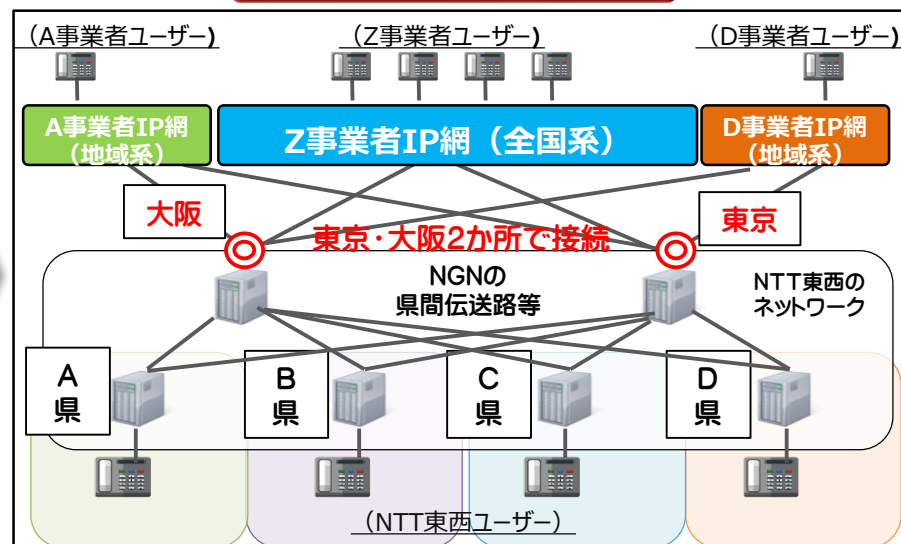 (A事業者ユーザー)
(Z事業者ユーザー)
(D事業者ユーザー)
A事業者IP網
(地域系)
Z事業者IP網(全国系)
D事業者IP網
(地域系)
大阪
東京
東京・大阪2か所で接続
NGNの
県間伝送路等
NTT東西の
ネットワーク
A
県
B
県
C
県
D
県
(NTT東西ユーザー)